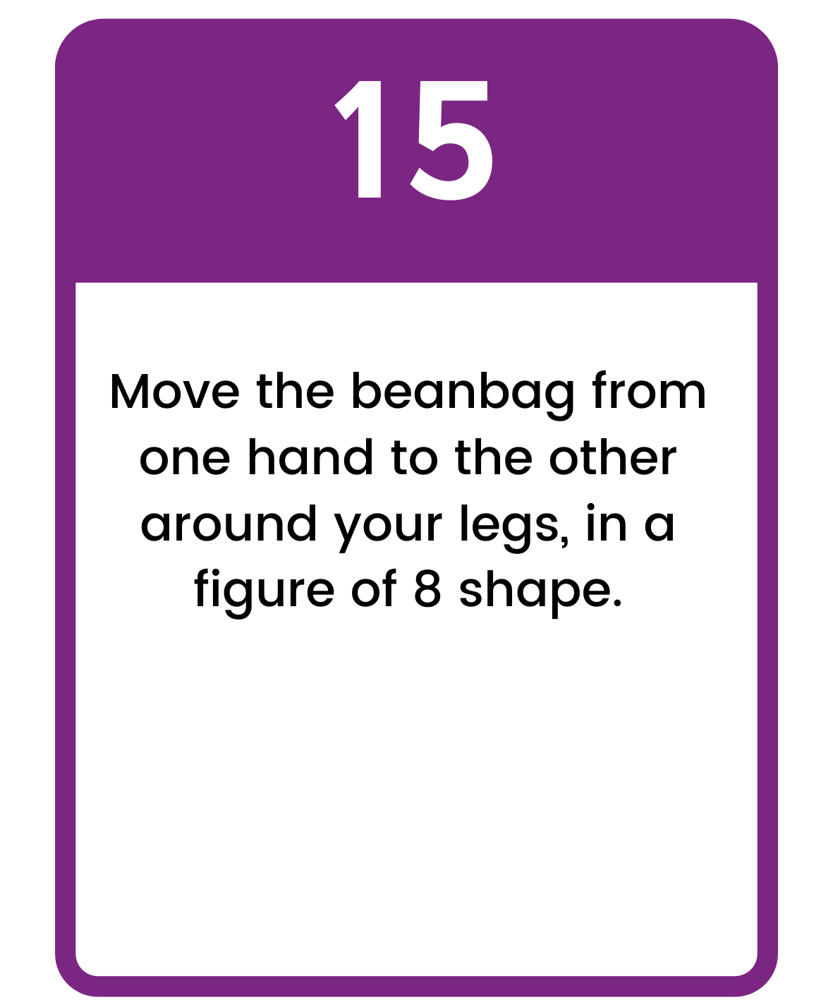 15
Move the beanbag from
one hand to the other
around your legs, in a
figure of 8 shape.